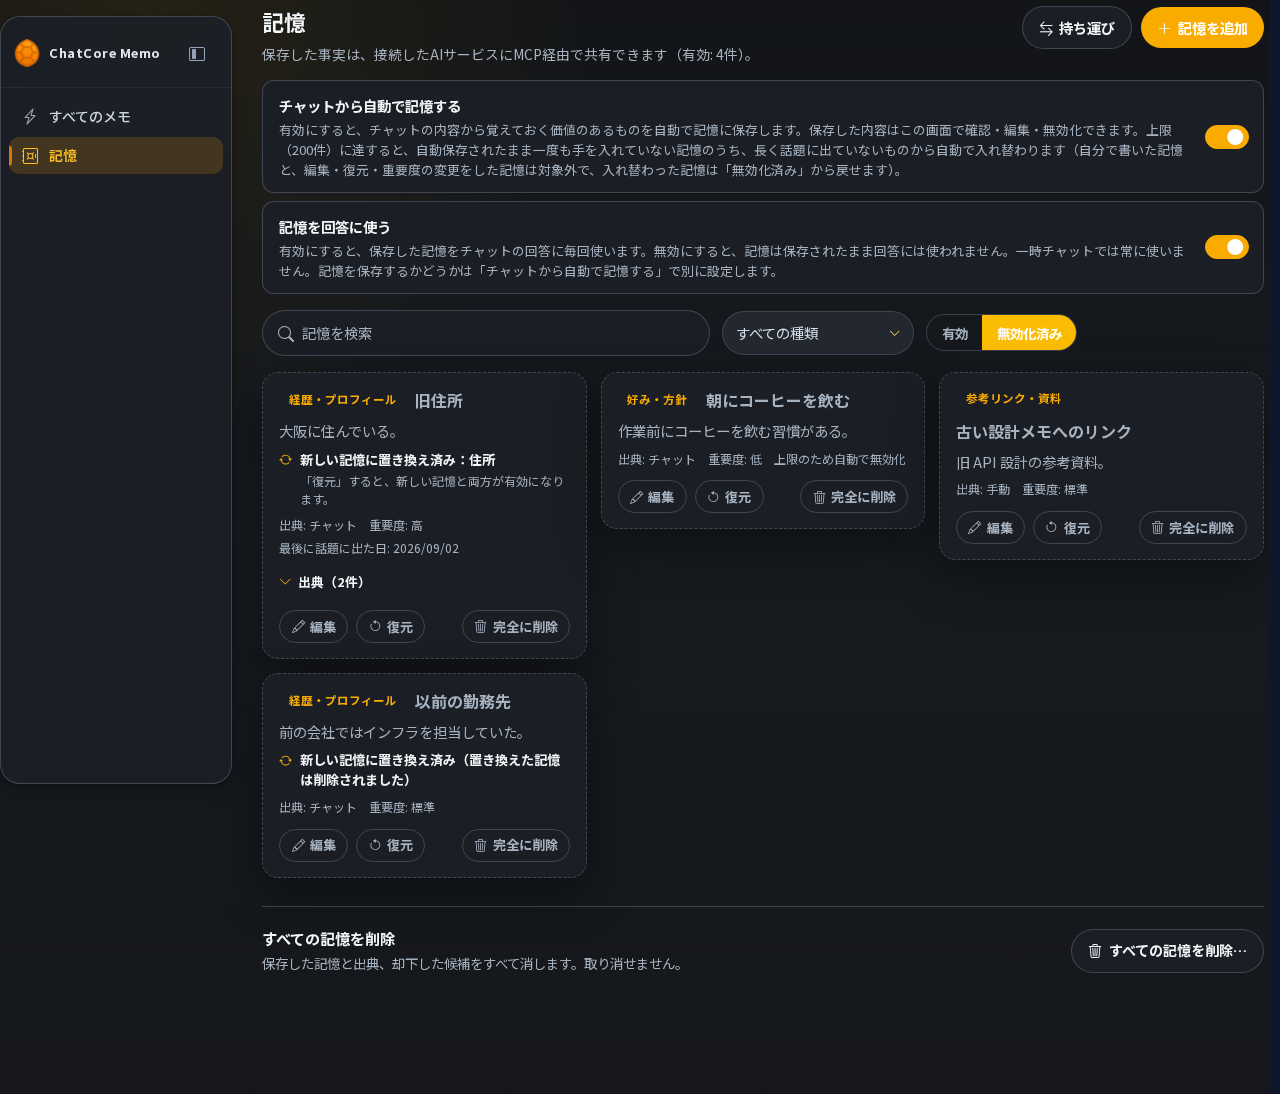 ChatCore Memo
すべてのメモ
記憶
記憶
保存した事実は、接続したAIサービスにMCP経由で共有できます（有効: 4件）。
持ち運び
記憶を追加
チャットから自動で記憶する
有効にすると、チャットの内容から覚えておく価値のあるものを自動で記憶に保存します。保存した内容はこの画面で確認・編集・無効化できます。上限
（200件）に達すると、自動保存されたまま一度も手を入れていない記憶のうち、長く話題に出ていないものから自動で入れ替わります（自分で書いた記憶
と、編集・復元・重要度の変更をした記憶は対象外で、入れ替わった記憶は「無効化済み」から戻せます）。
記憶を回答に使う
有効にすると、保存した記憶をチャットの回答に毎回使います。無効にすると、記憶は保存されたまま回答には使われません。一時チャットでは常に使いま
せん。記憶を保存するかどうかは「チャットから自動で記憶する」で別に設定します。
記憶を検索
すべての種類
有効
無効化済み
経歴・プロフィール
旧住所
大阪に住んでいる。
新しい記憶に置き換え済み：住所
「復元」すると、新しい記憶と両方が有効になり
ます。
出典: チャット 重要度: 高
最後に話題に出た日: 2026/09/02
出典（2件）
編集
復元
完全に削除
好み・方針
朝にコーヒーを飲む
作業前にコーヒーを飲む習慣がある。
出典: チャット 重要度: 低 上限のため自動で無効化
編集
復元
完全に削除
参考リンク・資料
古い設計メモへのリンク
旧 API 設計の参考資料。
出典: 手動 重要度: 標準
編集
復元
完全に削除
経歴・プロフィール
以前の勤務先
前の会社ではインフラを担当していた。
新しい記憶に置き換え済み（置き換えた記憶
は削除されました）
出典: チャット 重要度: 標準
編集
復元
完全に削除
すべての記憶を削除
保存した記憶と出典、却下した候補をすべて消します。取り消せません。
すべての記憶を削除…